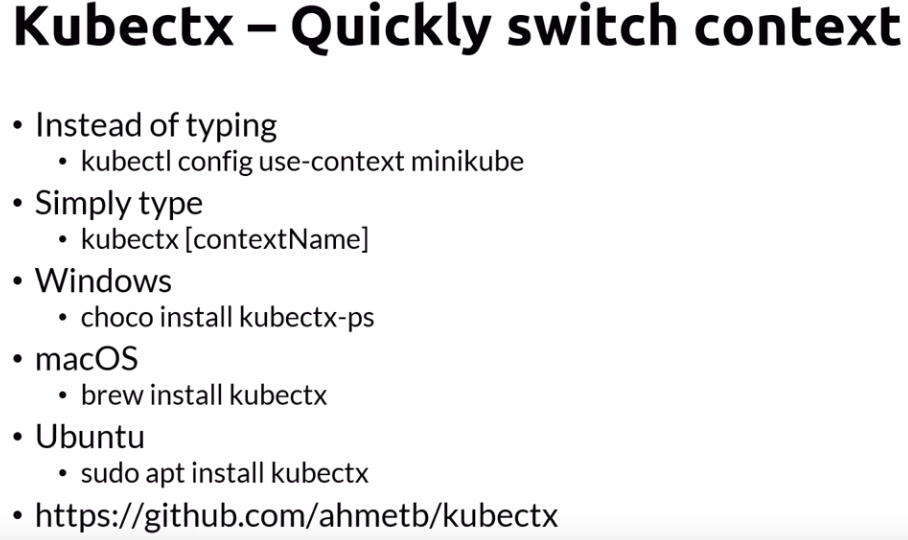 Kubectx – Quickly switch context
• Instead of typing
• kubectl config use-context minikube
• Simply type
• kubectx [contextName]
• Windows
• choco install kubectx-ps
• macOS
• brew install kubectx
• Ubuntu
• sudo apt install kubectx
• https://github.com/ahmetb/kubectx